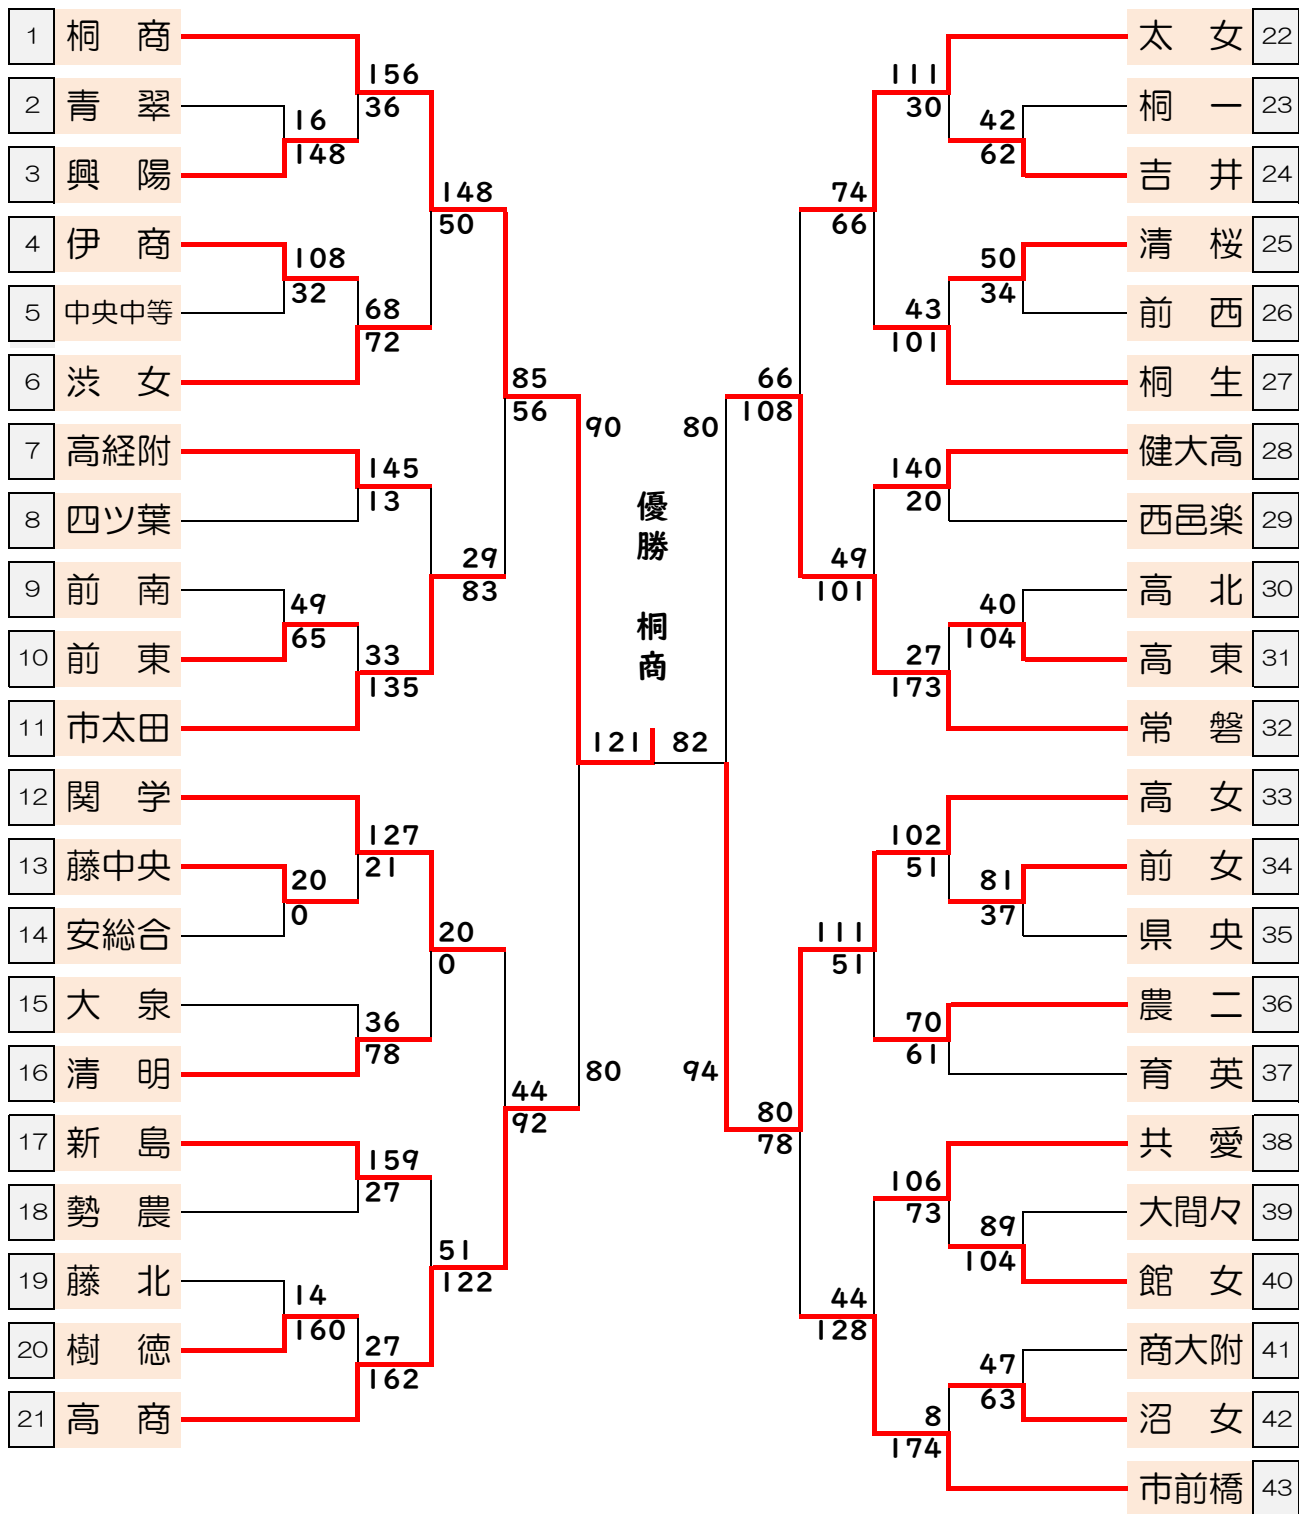 1 桐 商
2 青 翠
3 興 陽
4 伊 商
5 中央中等
6 渋 女
7 高経附
8 四ツ葉
9 前 南
10 前 東
11 市太田
12 関 学
13 藤中央
14 安総合
15 大 泉
16 清 明
17 新 島
18 勢 農
19 藤 北
20 樹 徳
21 高 商
16
148
108
32
49
65
20
0
14
160
156
36
68
72
145
13
33
135
127
21
36
78
159
27
27
162
148
50
29
83
20
0
51
122
85
56
44
92
90
80
優勝 桐商
121 82
80
94
66
108
80
78
74
66
49
101
111
51
44
128
111
30
43
101
140
20
27
173
102
51
70
61
106
73
8
174
42
62
50
34
40
104
81
37
89
104
47
63
太 女 22
桐 一 23
吉 井 24
清 桜 25
前 西 26
桐 生 27
健大高 28
西邑楽 29
高 北 30
高 東 31
常 磐 32
高 女 33
前 女 34
県 央 35
農 二 36
育 英 37
共 愛 38
大間々 39
館 女 40
商大附 41
沼 女 42
市前橋 43